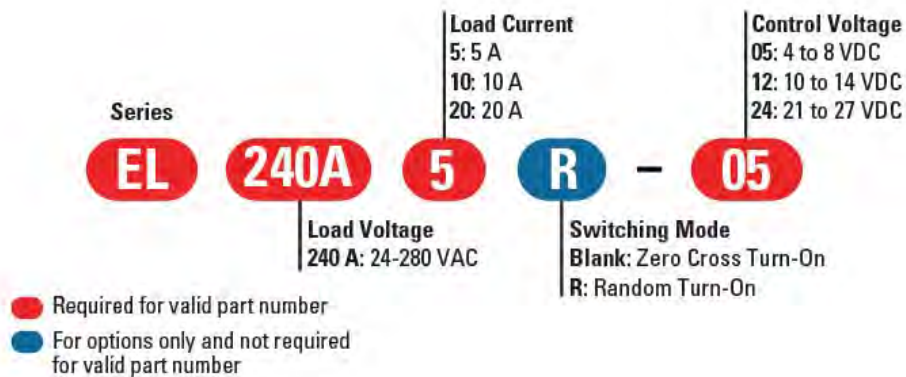 Load Current
5: 5 A
10: 10 A
20: 20 A
Control Voltage
05: 4 to 8 VDC
12: 10 to 14 VDC
24: 21 to 27 VDC
Series
EL 240A 5 R – 05
Load Voltage
240 A: 24-280 VAC
Switching Mode
Blank: Zero Cross Turn-On
R: Random Turn-On
Required for valid part number
For options only and not required
for valid part number